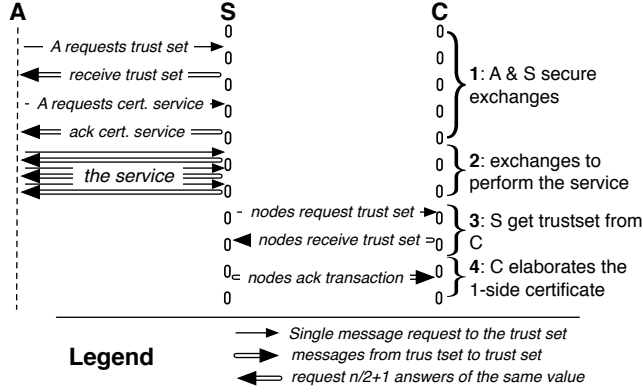 A S C
A requests trust set
receive trust set
A requests cert. service
ack cert. service
the service
1: A & S secure
exchanges
2: exchanges to
perform the service
nodes request trust set
nodes receive trust set
3: S get trustset from
C
nodes ack transaction
4: C elaborates the
1-side certificate
Legend
Single message request to the trust set
messages from trus tset to trust set
request n/2+1 answers of the same value